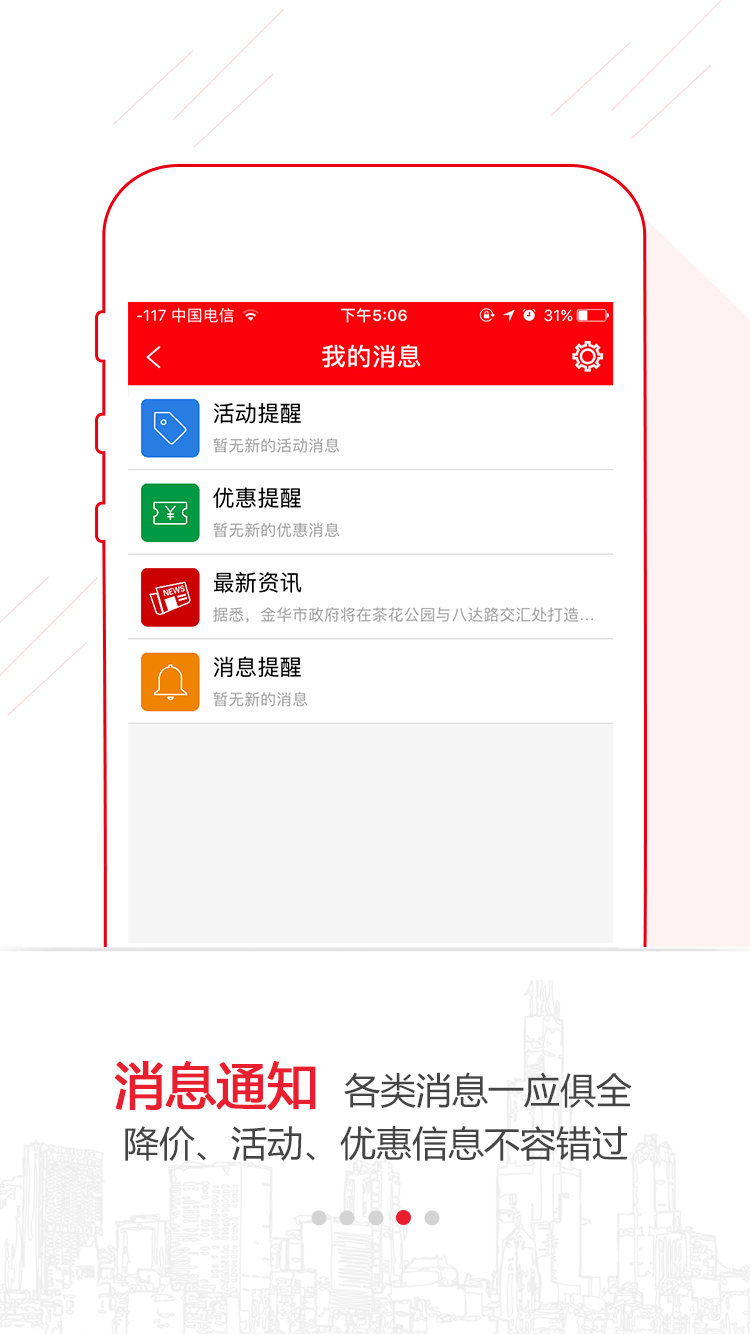 -117 中国电信 下午5:06 31%
我的消息
活动提醒
暂无新的活动消息
优惠提醒
暂无新的优惠消息
NEWS
最新资讯
据悉，金华市政府将在茶花公园与八达路交汇处打造...
消息提醒
暂无新的消息
消息通知 各类消息一应俱全
降价、活动、优惠信息不容错过